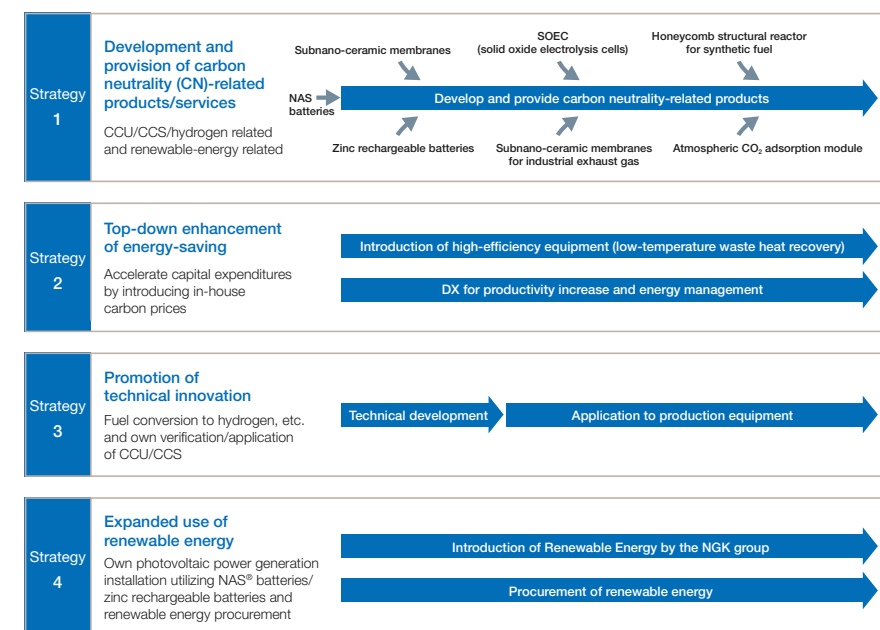 Strategy
1
Development and
provision of carbon
neutrality (CN)-related
products/services
CCU/CCS/hydrogen related
and renewable-energy related
Subnano-ceramic membranes
SOEC
(solid oxide electrolysis cells)
Honeycomb structural reactor
for synthetic fuel
NAS
batteries
Develop and provide carbon neutrality-related products
Zinc rechargeable batteries
Subnano-ceramic membranes
for industrial exhaust gas
Atmospheric CO₂ adsorption module
Strategy
2
Top-down enhancement
of energy-saving
Accelerate capital expenditures
by introducing in-house
carbon prices
Introduction of high-efficiency equipment (low-temperature waste heat recovery)
DX for productivity increase and energy management
Strategy
3
Promotion of
technical innovation
Fuel conversion to hydrogen, etc.
and own verification/application
of CCU/CCS
Technical development
Application to production equipment
Strategy
4
Expanded use of
renewable energy
Own photovoltaic power generation
installation utilizing NAS® batteries/
zinc rechargeable batteries and
renewable energy procurement
Introduction of Renewable Energy by the NGK group
Procurement of renewable energy